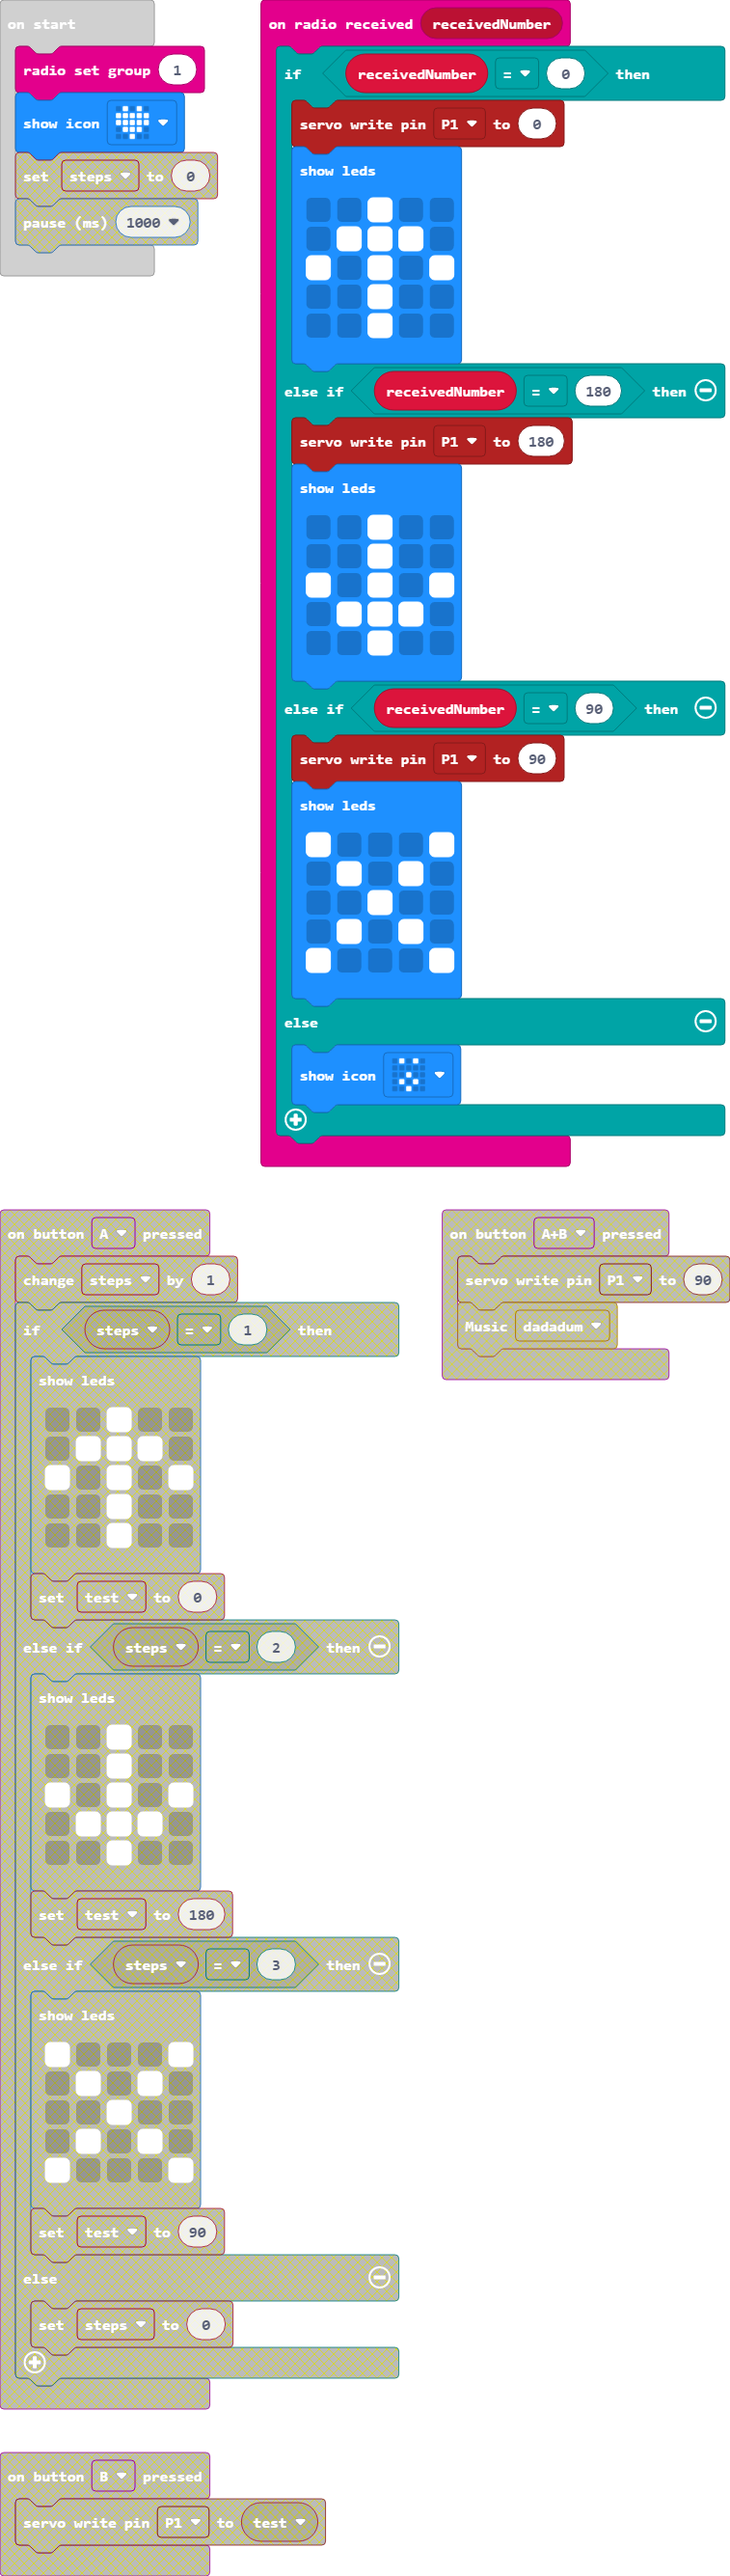 on start
radio set group 1
show icon
set steps to 0
pause (ms) 1000
on radio received receivedNumber
if receivedNumber = 0 then
servo write pin P1 to 0
show leds
else if receivedNumber = 180 then
servo write pin P1 to 180
show leds
else if receivedNumber = 90 then
servo write pin P1 to 90
show leds
else
show icon
on button A pressed
change steps by 1
if steps = 1 then
show leds
set test to 0
else if steps = 2 then
show leds
set test to 180
else if steps = 3 then
show leds
set test to 90
else
set steps to 0
on button A+B pressed
servo write pin P1 to 90
Music dadadum
on button B pressed
servo write pin P1 to test